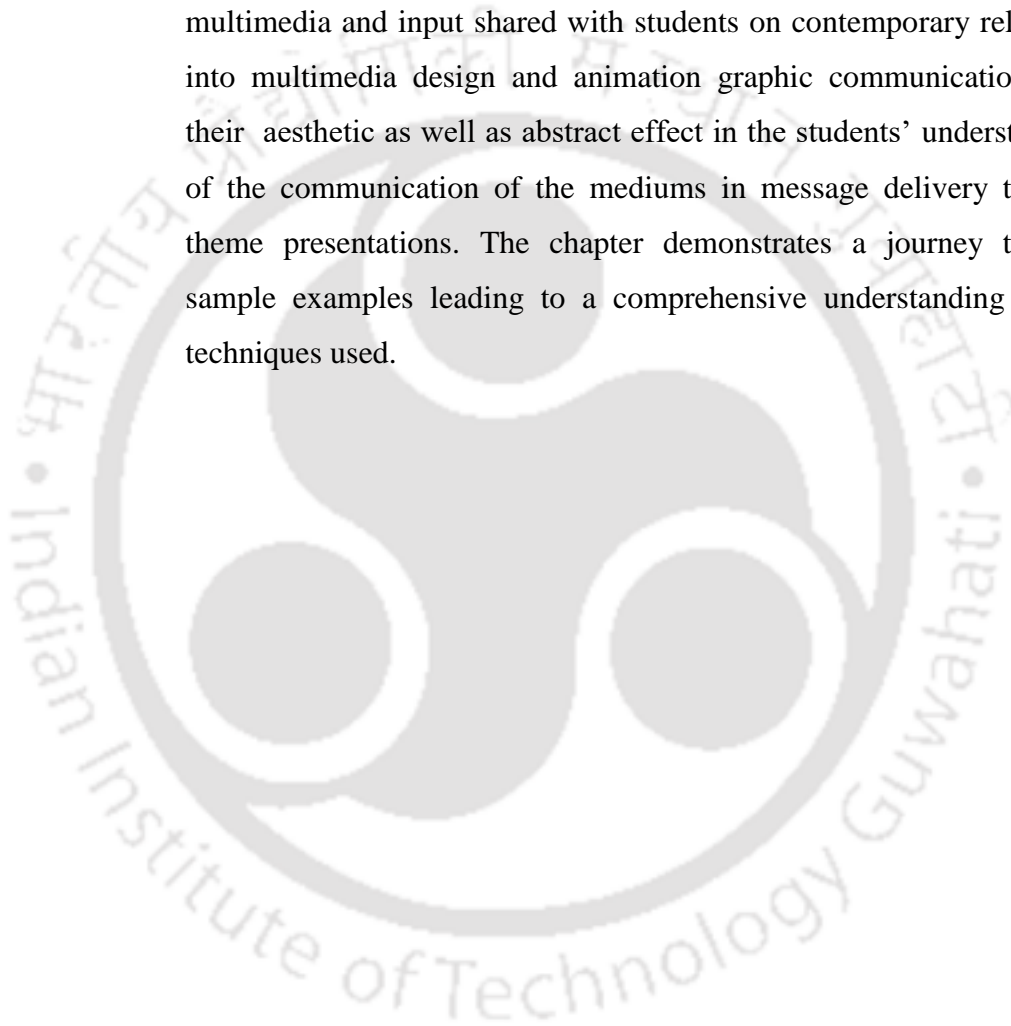 multimedia and input shared with students on contemporary rel
into multimedia design and animation graphic communicatio
their aesthetic as well as abstract effect in the students’ underst
of the communication of the mediums in message delivery t
theme presentations. The chapter demonstrates a journey t
sample examples leading to a comprehensive understanding
techniques used.
भारतीय प्रौद्योगिकी संस्थान गुवाहाटी
• Indian Institute of Technology Guwahati •